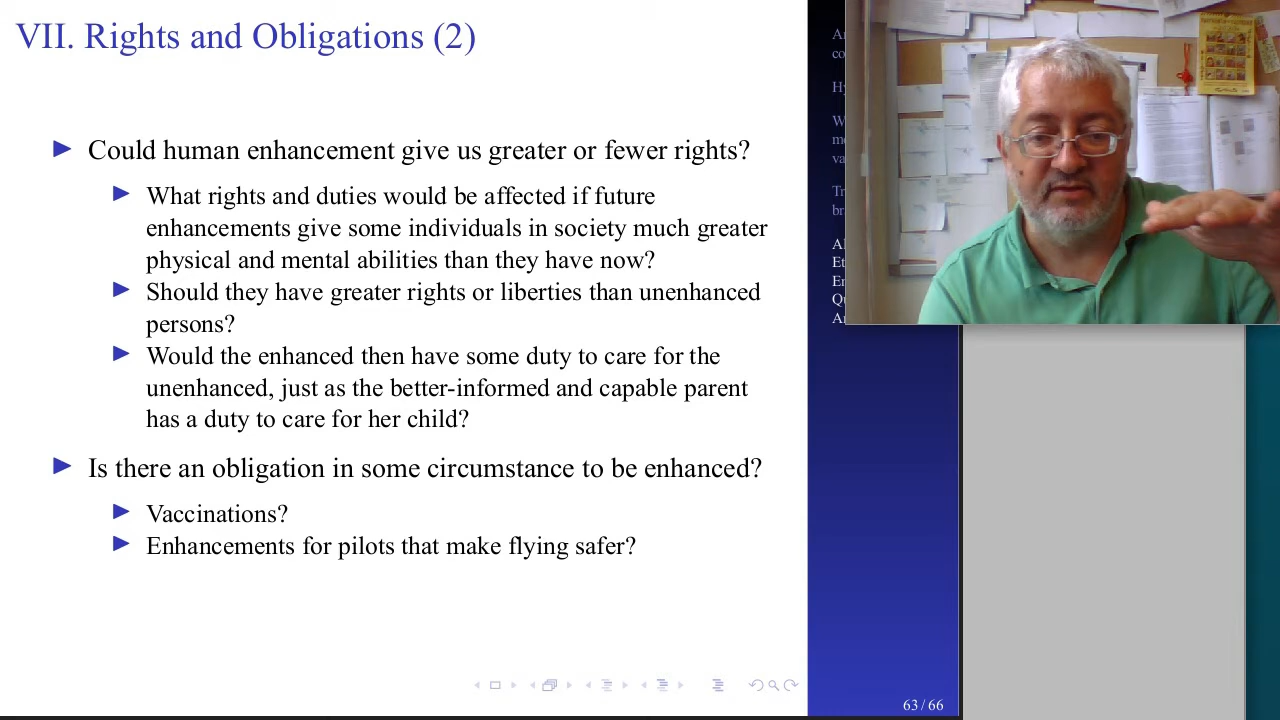 VII. Rights and Obligations (2)
Could human enhancement give us greater or fewer rights?
What rights and duties would be affected if future
enhancements give some individuals in society much greater
physical and mental abilities than they have now?
Should they have greater rights or liberties than unenhanced
persons?
Would the enhanced then have some duty to care for the
unenhanced, just as the better-informed and capable parent
has a duty to care for her child?
Is there an obligation in some circumstance to be enhanced?
Vaccinations?
Enhancements for pilots that make flying safer?
63 / 66